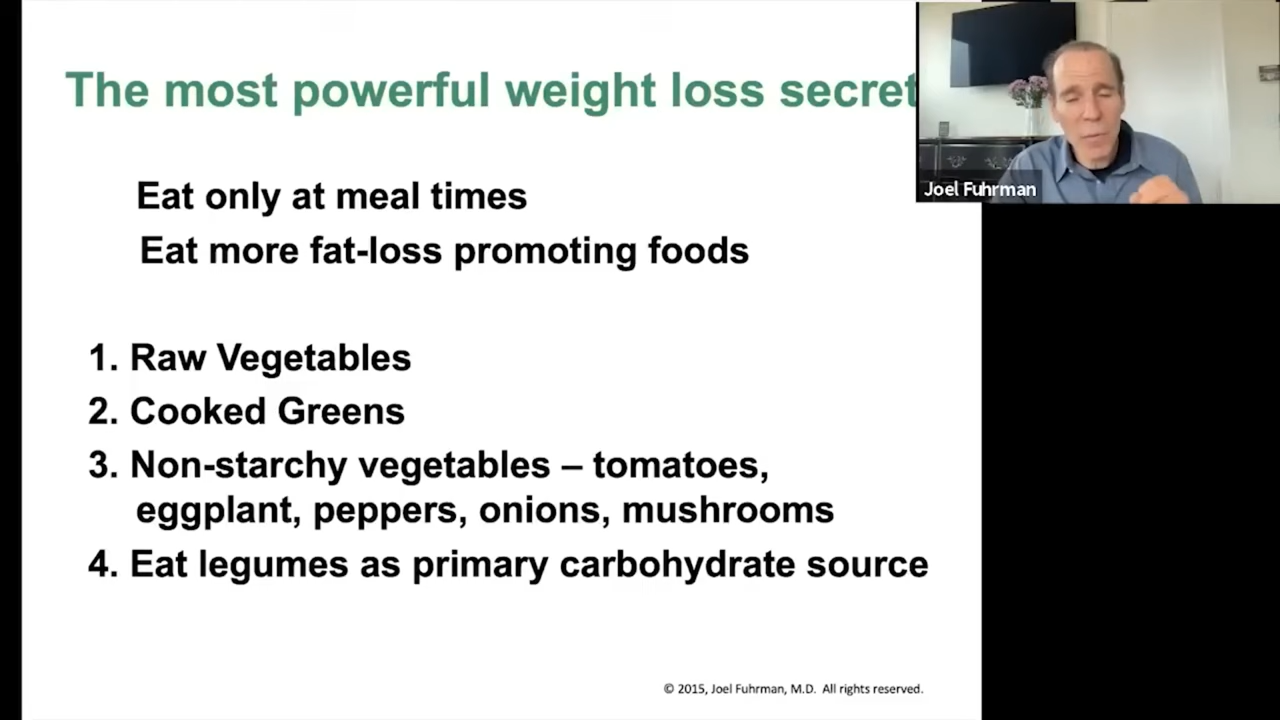 The most powerful weight loss secret
Joel Fuhrman
Eat only at meal times
Eat more fat-loss promoting foods
1. Raw Vegetables
2. Cooked Greens
3. Non-starchy vegetables – tomatoes,
eggplant, peppers, onions, mushrooms
4. Eat legumes as primary carbohydrate source
© 2015, Joel Fuhrman, M.D. All rights reserved.